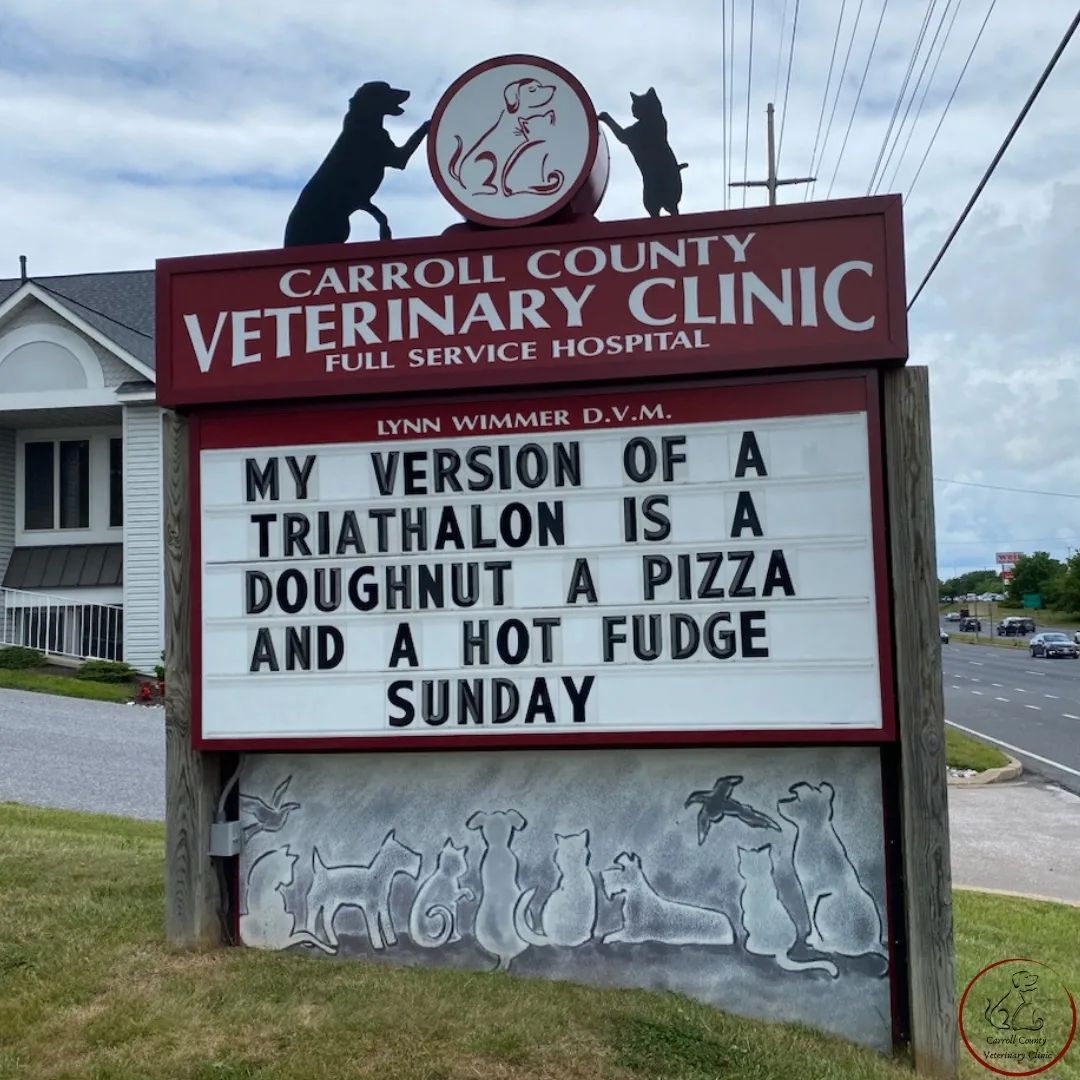 CARROLL COUNTY
VETERINARY CLINIC
FULL SERVICE HOSPITAL
LYNN WIMMER D.V.M.
MY VERSION OF A
TRIATHALON IS A
DOUGHNUT A PIZZA
AND A HOT FUDGE
SUNDAY
Carroll County
Veterinary Clinic